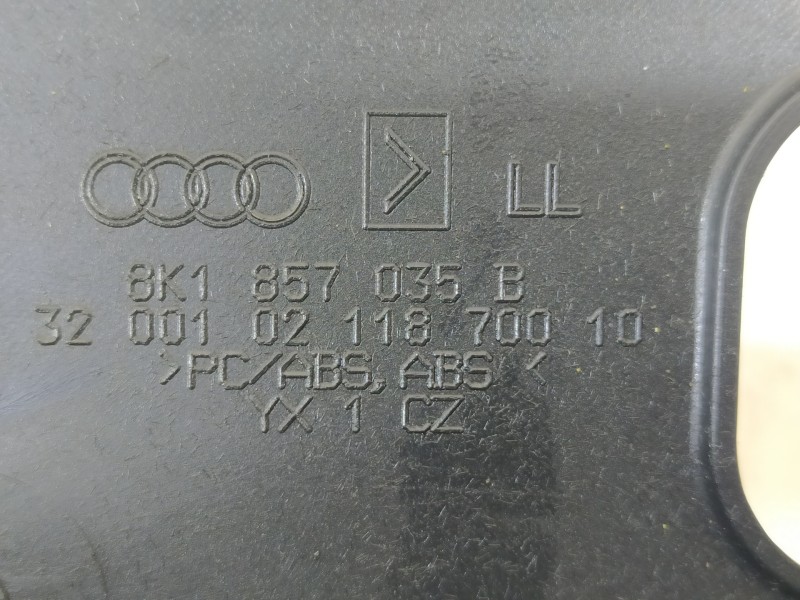 LL
8K1 857 035 B
32 001 02 118 700 10
>PC/ABS, ABS<
YX 1 CZ